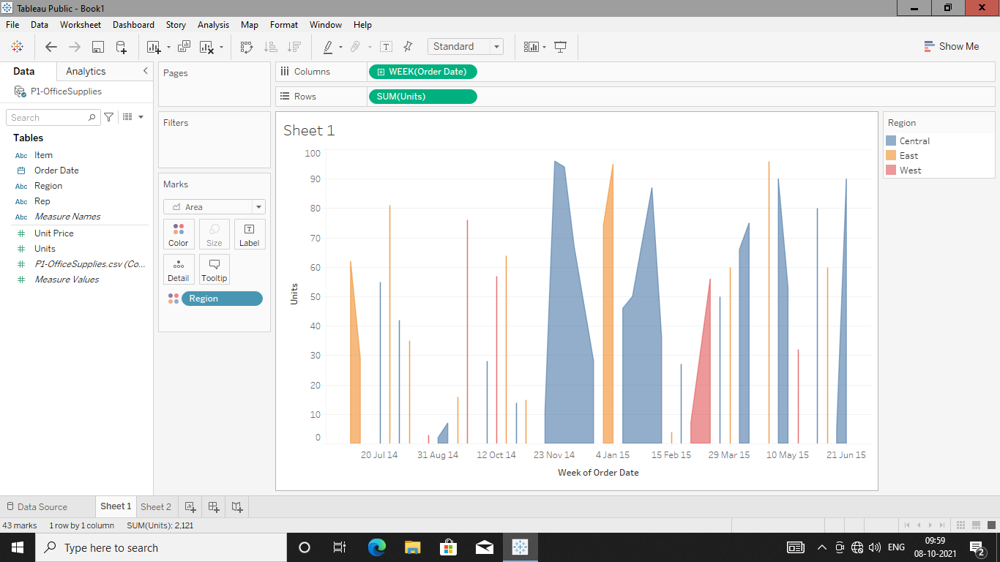 Tableau Public - Book1
File Data Worksheet Dashboard Story Analysis Map Format Window Help
Standard
Show Me
Data Analytics
P1-OfficeSupplies
Search
Tables
Abc Item
Order Date
Abc Region
Abc Rep
Abc Measure Names
Unit Price
Units
P1-OfficeSupplies.csv (Co...
Measure Values
Pages
Filters
Marks
Area
Color Size Label
Detail Tooltip
Region
Columns WEEK(Order Date)
Rows SUM(Units)
Sheet 1
100
90
80
70
60
50
40
30
20
10
0
Units
20 Jul 14 31 Aug 14 12 Oct 14 23 Nov 14 4 Jan 15 15 Feb 15 29 Mar 15 10 May 15 21 Jun 15
Week of Order Date
Region
Central
East
West
Data Source Sheet 1 Sheet 2
43 marks 1 row by 1 column SUM(Units): 2,121
Type here to search
ENG
09:59
08-10-2021
2